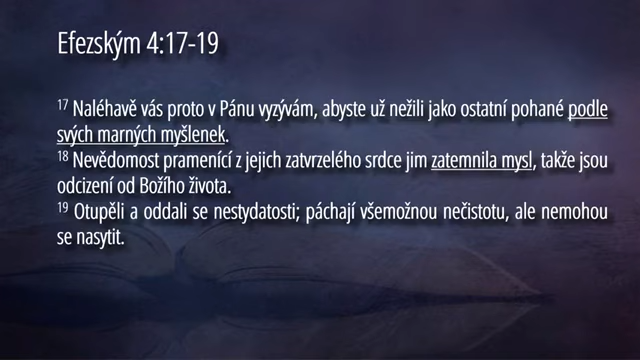 Efezským 4:17-19
17 Naléhavě vás proto v Pánu vyzývám, abyste už nežili jako ostatní pohané podle
svých marných myšlenek.
18 Nevědomost pramenící z jejich zatvrzelého srdce jim zatemnila mysl, takže jsou
odcizení od Božího života.
19 Otupěli a oddali se nestydatosti; páchají všemožnou nečistotu, ale nemohou
se nasytit.